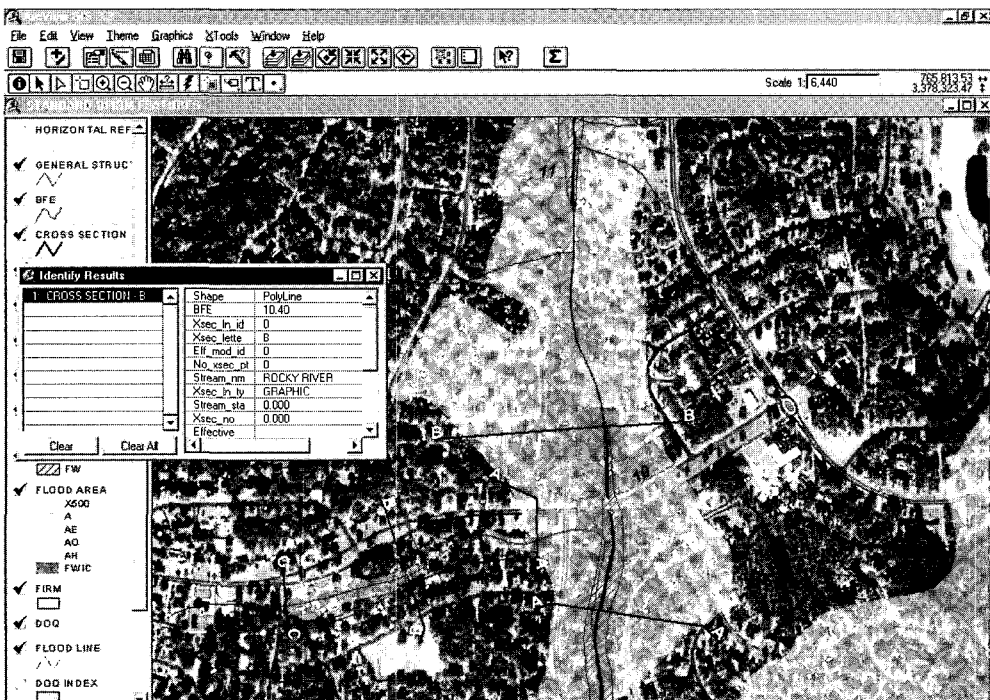 File Edit View Theme Graphics XTools Window Help
Scale 1: 6,440
765,813.53
3,378,323.47
HORIZONTAL REF
GENERAL STRUC
BFE
CROSS SECTION
Identify Results
1: CROSS SECTION - B
Shape PolyLine
BFE 10.40
Xsec_ln_id 0
Xsec_lette B
Eff_mod_id 0
No_xsec_pt 0
Stream_nm ROCKY RIVER
Xsec_ln_ty GRAPHIC
Stream_sta 0.000
Xsec_no 0.000
Effective
Clear
Clear All
FW
FLOOD AREA
X500
A
AE
AO
AH
FWIC
FIRM
DOQ
FLOOD LINE
DOQ INDEX
11
B
B
10
A
A
C
C